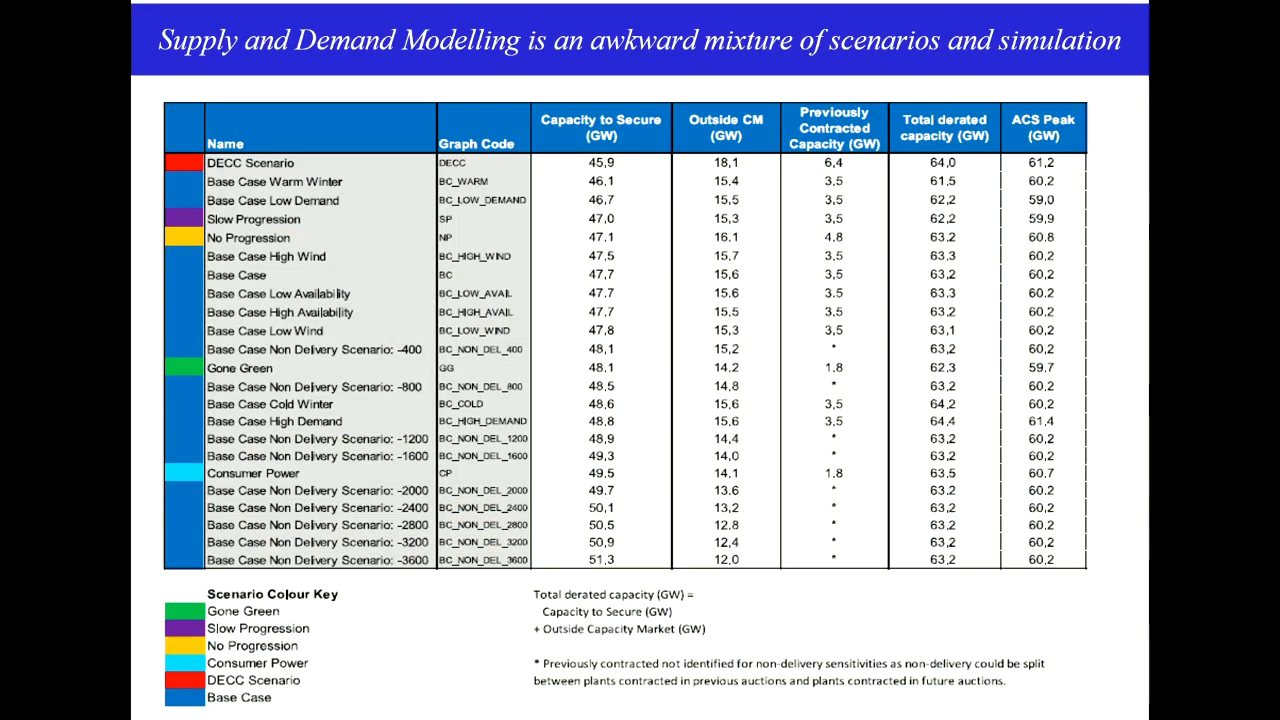 Supply and Demand Modelling is an awkward mixture of scenarios and simulation
Name Graph Code Capacity to Secure (GW) Outside CM (GW) Previously Contracted Capacity (GW) Total derated capacity (GW) ACS Peak (GW)
DECC Scenario DECC 45.9 18.1 6.4 64.0 61.2
Base Case Warm Winter BC_WARM 46.1 15.4 3.5 61.5 60.2
Base Case Low Demand BC_LOW_DEMAND 46.7 15.5 3.5 62.2 59.0
Slow Progression SP 47.0 15.3 3.5 62.2 59.9
No Progression NP 47.1 16.1 4.8 63.2 60.8
Base Case High Wind BC_HIGH_WIND 47.5 15.7 3.5 63.3 60.2
Base Case BC 47.7 15.6 3.5 63.2 60.2
Base Case Low Availability BC_LOW_AVAIL 47.7 15.6 3.5 63.3 60.2
Base Case High Availability BC_HIGH_AVAIL 47.7 15.5 3.5 63.2 60.2
Base Case Low Wind BC_LOW_WIND 47.8 15.3 3.5 63.1 60.2
Base Case Non Delivery Scenario: -400 BC_NON_DEL_400 48.1 15.2 * 63.2 60.2
Gone Green GG 48.1 14.2 1.8 62.3 59.7
Base Case Non Delivery Scenario: -800 BC_NON_DEL_800 48.5 14.8 * 63.2 60.2
Base Case Cold Winter BC_COLD 48.6 15.6 3.5 64.2 60.2
Base Case High Demand BC_HIGH_DEMAND 48.8 15.6 3.5 64.4 61.4
Base Case Non Delivery Scenario: -1200 BC_NON_DEL_1200 48.9 14.4 * 63.2 60.2
Base Case Non Delivery Scenario: -1600 BC_NON_DEL_1600 49.3 14.0 * 63.2 60.2
Consumer Power CP 49.5 14.1 1.8 63.5 60.7
Base Case Non Delivery Scenario: -2000 BC_NON_DEL_2000 49.7 13.6 * 63.2 60.2
Base Case Non Delivery Scenario: -2400 BC_NON_DEL_2400 50.1 13.2 * 63.2 60.2
Base Case Non Delivery Scenario: -2800 BC_NON_DEL_2800 50.5 12.8 * 63.2 60.2
Base Case Non Delivery Scenario: -3200 BC_NON_DEL_3200 50.9 12.4 * 63.2 60.2
Base Case Non Delivery Scenario: -3600 BC_NON_DEL_3600 51.3 12.0 * 63.2 60.2
Scenario Colour Key
Gone Green
Slow Progression
No Progression
Consumer Power
DECC Scenario
Base Case
Total derated capacity (GW) =
Capacity to Secure (GW)
+ Outside Capacity Market (GW)
* Previously contracted not identified for non-delivery sensitivities as non-delivery could be split
between plants contracted in previous auctions and plants contracted in future auctions.